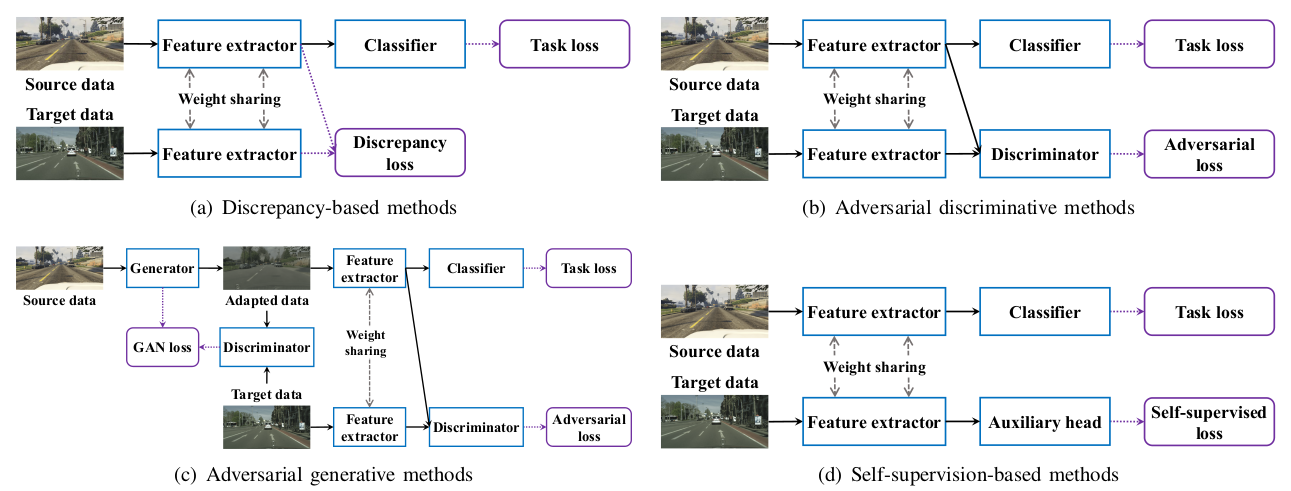 Feature extractor
Classifier
Task loss
Source data
Weight sharing
Target data
Feature extractor
Discrepancy
loss
(a) Discrepancy-based methods
Feature extractor
Classifier
Task loss
Source data
Weight sharing
Target data
Feature extractor
Discriminator
Adversarial
loss
(b) Adversarial discriminative methods
Generator
Feature
extractor
Classifier
Task loss
Source data
Adapted data
GAN loss
Discriminator
Weight
sharing
Target data
Feature
extractor
Discriminator
Adversarial
loss
(c) Adversarial generative methods
Feature extractor
Classifier
Task loss
Source data
Weight sharing
Target data
Feature extractor
Auxiliary head
Self-supervised
loss
(d) Self-supervision-based methods